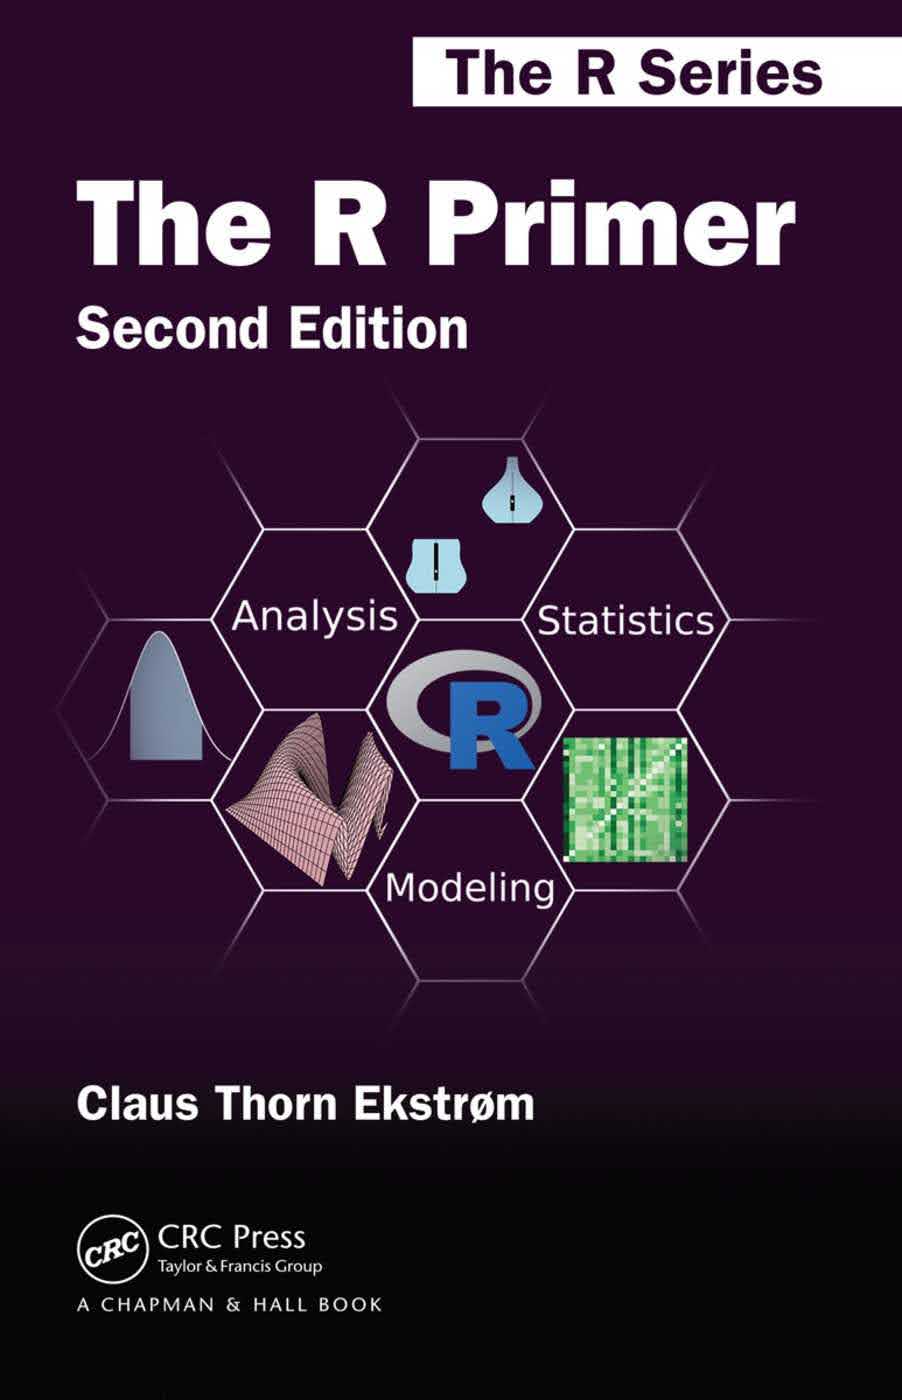 The R Series
The R Primer
Second Edition
Analysis
Statistics
R
Modeling
Claus Thorn Ekstrøm
CRC
CRC Press
Taylor & Francis Group
A CHAPMAN & HALL BOOK